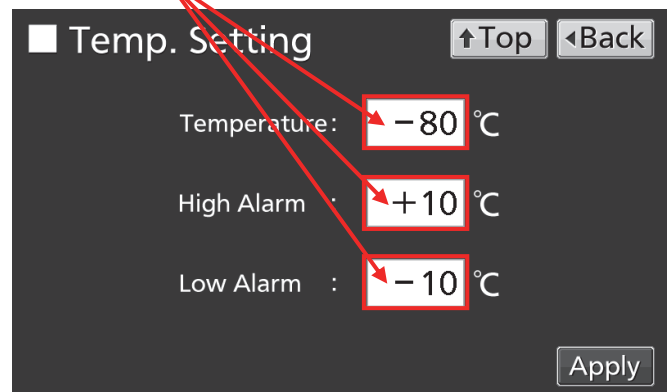 Temp. Setting
↑Top ◂Back
Temperature: −80 ℃
High Alarm : +10 ℃
Low Alarm : −10 ℃
Apply